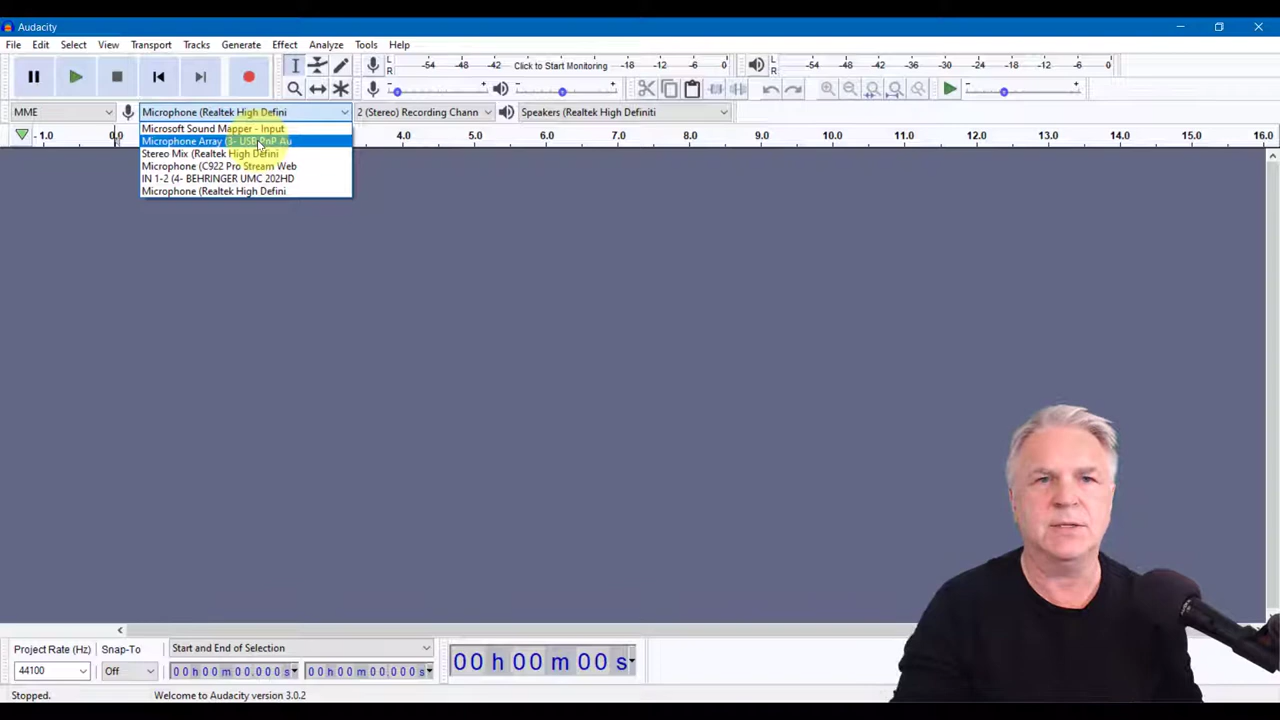 Audacity
File Edit Select View Transport Tracks Generate Effect Analyze Tools Help
L R -54 -48 -42 Click to Start Monitoring -18 -12 -6 0 L R -54 -48 -42 -36 -30 -24 -18 -12 -6 0
MME Microphone (Realtek High Defini 2 (Stereo) Recording Chann Speakers (Realtek High Definiti
- 1.0 0.0 4.0 5.0 6.0 7.0 8.0 9.0 10.0 11.0 12.0 13.0 14.0 15.0 16.0
Microsoft Sound Mapper - Input
Microphone Array (3- USB PnP Au
Stereo Mix (Realtek High Defini
Microphone (C922 Pro Stream Web
IN 1-2 (4- BEHRINGER UMC 202HD
Microphone (Realtek High Defini
Project Rate (Hz) Snap-To Start and End of Selection
44100 Off 00 h 00 m 00.000 s 00 h 00 m 00.000 s 00 h 00 m 00 s
Stopped. Welcome to Audacity version 3.0.2